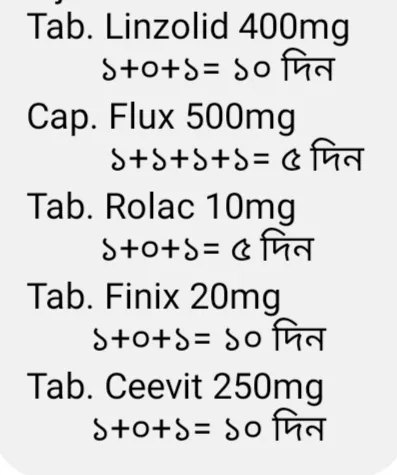 Tab. Linzolid 400mg
১+০+১= ১০ দিন
Cap. Flux 500mg
১+১+১+১= ৫ দিন
Tab. Rolac 10mg
১+০+১= ৫ দিন
Tab. Finix 20mg
১+০+১= ১০ দিন
Tab. Ceevit 250mg
১+০+১= ১০ দিন